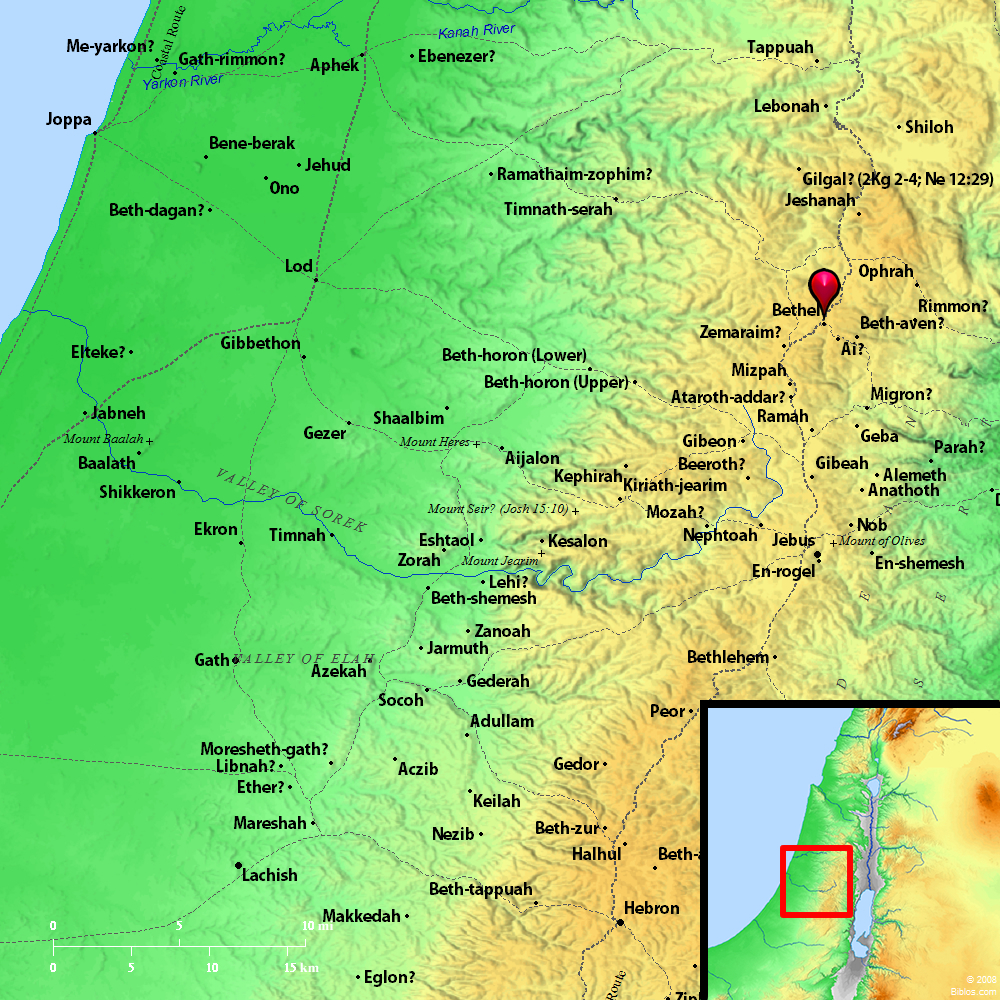 Me-yarkon?
Coastal Route
Gath-rimmon?
Yarkon River
Kanah River
Aphek
Ebenezer?
Tappuah
Lebonah
Shiloh
Joppa
Bene-berak
Jehud
Ono
Beth-dagan?
Ramathaim-zophim?
Timnath-serah
Gilgal? (2Kg 2-4; Ne 12:29)
Jeshanah
Lod
Ophrah
Rimmon?
Bethel
Beth-aven?
Zemaraim?
Ai?
Gibbethon
Elteke?
Beth-horon (Lower)
Beth-horon (Upper)
Mizpah
Ataroth-addar?
Migron?
Ramah
Jabneh
Shaalbim
Gezer
Mount Baalah
Mount Heres
Gibeon
Geba
Parah?
Baalath
Aijalon
Kephirah
Beeroth?
Gibeah
Alemeth
Kiriath-jearim
Anathoth
Shikkeron
VALLEY OF SOREK
Mount Seir? (Josh 15:10)
Mozah?
D
Ekron
Timnah
Eshtaol
Kesalon
Nephtoah
Jebus
Nob
Mount of Olives
Zorah
Mount Jearim
En-rogel
En-shemesh
Lehi?
Beth-shemesh
Zanoah
Jarmuth
Gath
VALLEY OF ELAH
Azekah
Bethlehem
Gederah
Socoh
D E S E R
Peor
Adullam
Moresheth-gath?
Libnah?
Aczib
Gedor
Ether?
Keilah
Mareshah
Nezib
Beth-zur
Halhul
Beth-
Lachish
Beth-tappuah
Hebron
Makkedah
0 5 10 mi
0 5 10 15 km
Eglon?
Route
Zip
© 2008
Biblos.com